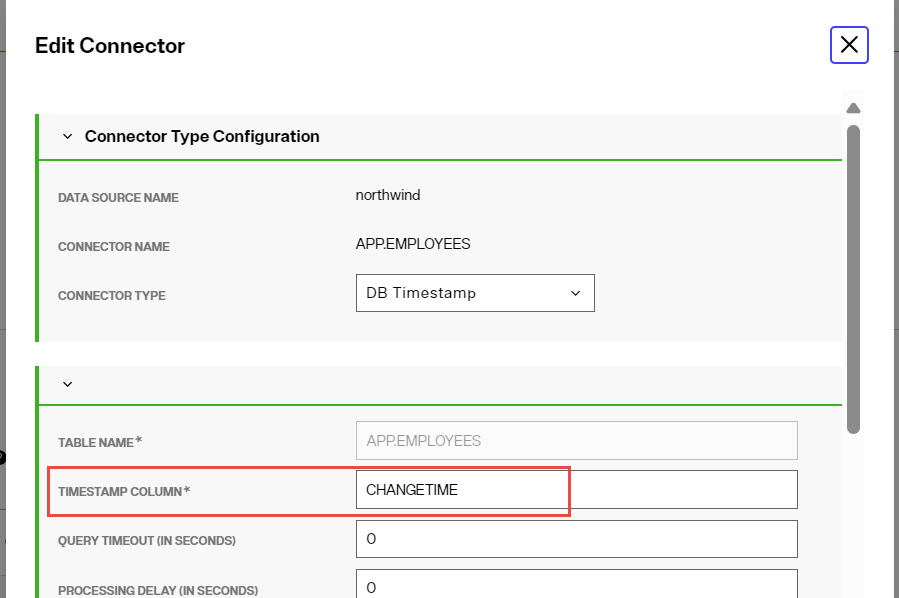 Edit Connector
Connector Type Configuration
DATA SOURCE NAME northwind
CONNECTOR NAME APP.EMPLOYEES
CONNECTOR TYPE DB Timestamp
TABLE NAME* APP.EMPLOYEES
TIMESTAMP COLUMN* CHANGETIME
QUERY TIMEOUT (IN SECONDS) 0
PROCESSING DELAY (IN SECONDS) 0